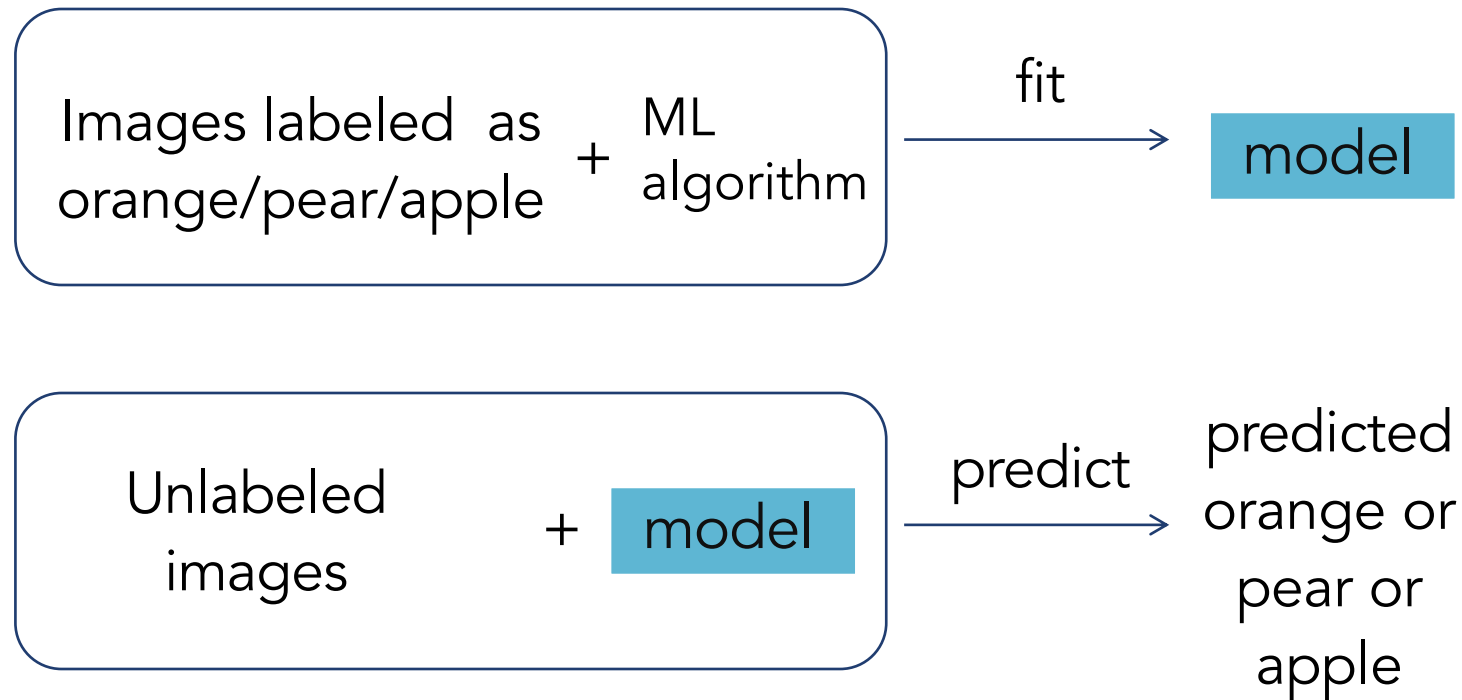 Images labeled as
orange/pear/apple
+
ML
algorithm
fit
model
Unlabeled
images
+
model
predict
predicted
orange or
pear or
apple